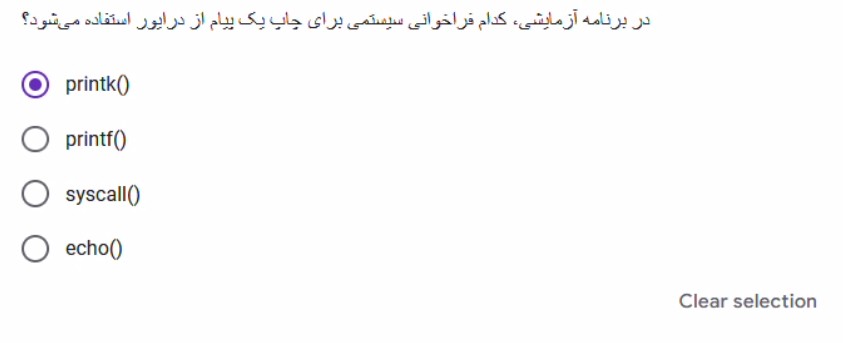 در برنامه آزمایشی، کدام فراخوانی سیستمی برای چاپ یک پیام از درایور استفاده می‌شود؟
printk()
printf()
syscall()
echo()
Clear selection